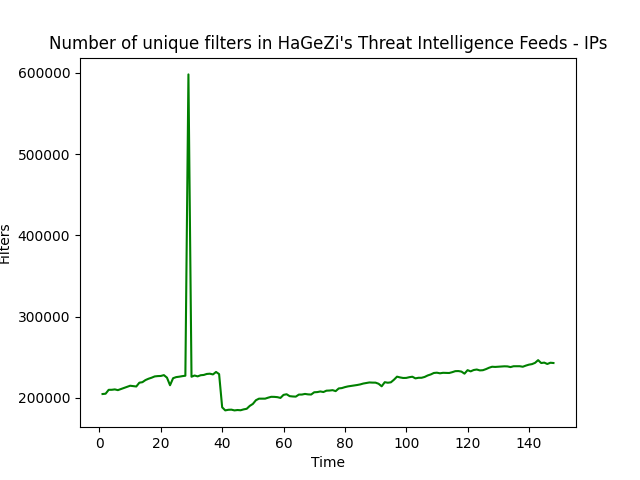 Number of unique filters in HaGeZi's Threat Intelligence Feeds - IPs
600000
500000
400000
300000
200000
Filters
0 20 40 60 80 100 120 140
Time